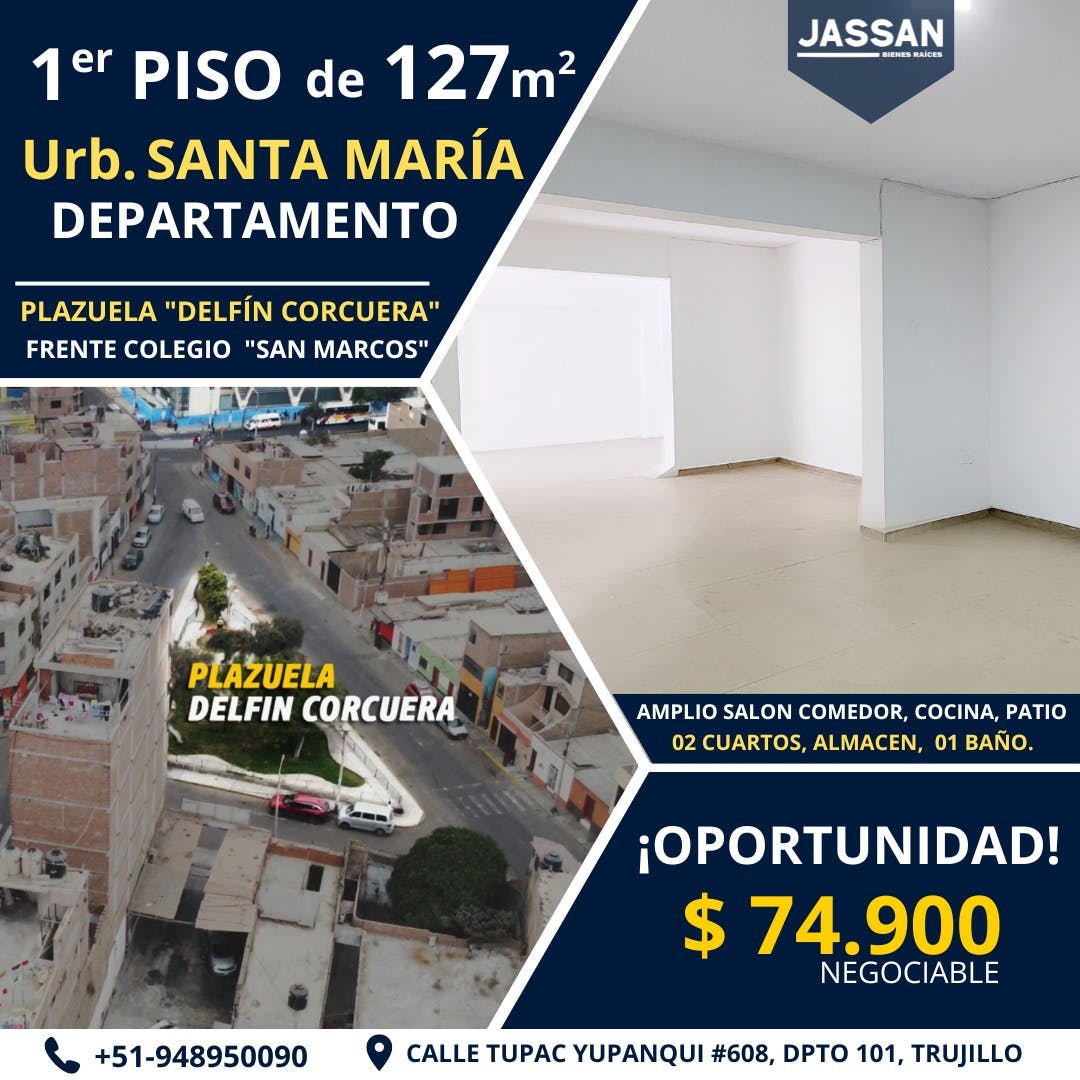 JASSAN
BIENES RAÍCES
1er PISO de 127m²
Urb. SANTA MARÍA
DEPARTAMENTO
PLAZUELA "DELFÍN CORCUERA"
FRENTE COLEGIO "SAN MARCOS"
PLAZUELA
DELFIN CORCUERA
AMPLIO SALON COMEDOR, COCINA, PATIO
02 CUARTOS, ALMACEN, 01 BAÑO.
¡OPORTUNIDAD!
$ 74.900
NEGOCIABLE
+51-948950090
CALLE TUPAC YUPANQUI #608, DPTO 101, TRUJILLO